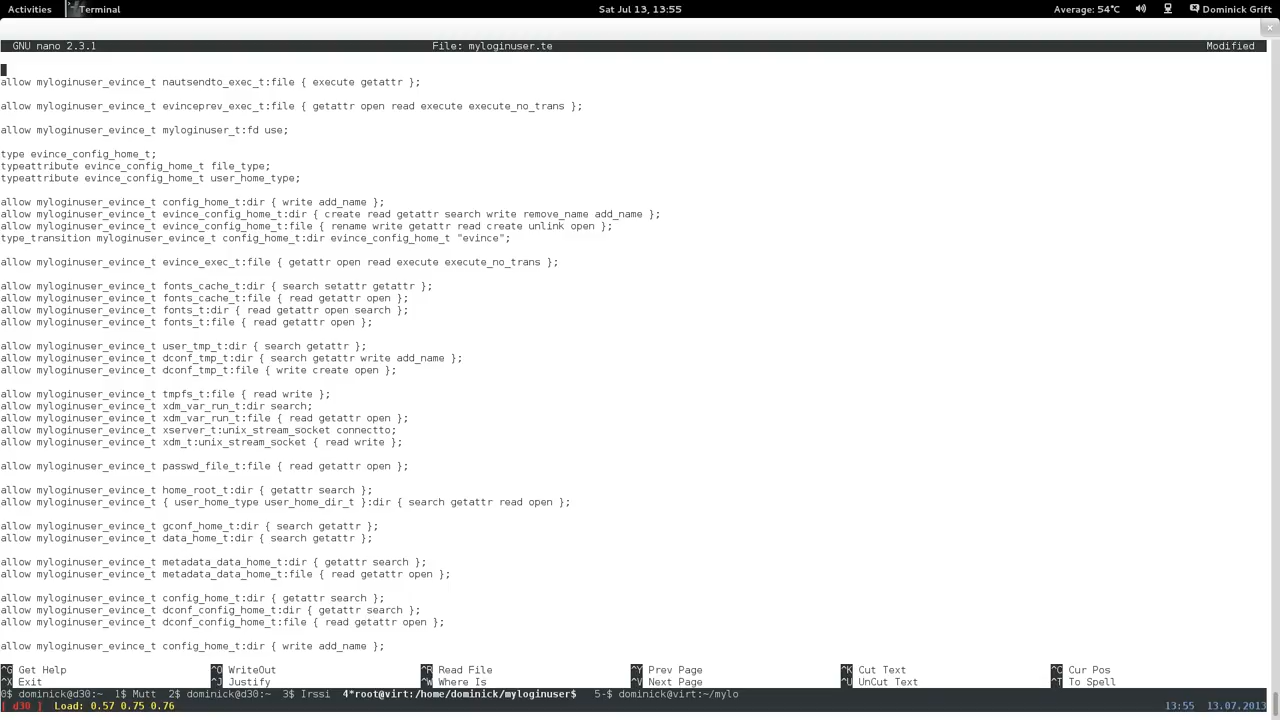 Activities Terminal Sat Jul 13, 13:55 Average: 54°C Dominick Grift
GNU nano 2.3.1 File: myloginuser.te Modified
allow myloginuser_evince_t nautsendto_exec_t:file { execute getattr };
allow myloginuser_evince_t evinceprev_exec_t:file { getattr open read execute execute_no_trans };
allow myloginuser_evince_t myloginuser_t:fd use;
type evince_config_home_t;
typeattribute evince_config_home_t file_type;
typeattribute evince_config_home_t user_home_type;
allow myloginuser_evince_t config_home_t:dir { write add_name };
allow myloginuser_evince_t evince_config_home_t:dir { create read getattr search write remove_name add_name };
allow myloginuser_evince_t evince_config_home_t:file { rename write getattr read create unlink open };
type_transition myloginuser_evince_t config_home_t:dir evince_config_home_t "evince";
allow myloginuser_evince_t evince_exec_t:file { getattr open read execute execute_no_trans };
allow myloginuser_evince_t fonts_cache_t:dir { search setattr getattr };
allow myloginuser_evince_t fonts_cache_t:file { read getattr open };
allow myloginuser_evince_t fonts_t:dir { read getattr open search };
allow myloginuser_evince_t fonts_t:file { read getattr open };
allow myloginuser_evince_t user_tmp_t:dir { search getattr };
allow myloginuser_evince_t dconf_tmp_t:dir { search getattr write add_name };
allow myloginuser_evince_t dconf_tmp_t:file { write create open };
allow myloginuser_evince_t tmpfs_t:file { read write };
allow myloginuser_evince_t xdm_var_run_t:dir search;
allow myloginuser_evince_t xdm_var_run_t:file { read getattr open };
allow myloginuser_evince_t xserver_t:unix_stream_socket connectto;
allow myloginuser_evince_t xdm_t:unix_stream_socket { read write };
allow myloginuser_evince_t passwd_file_t:file { read getattr open };
allow myloginuser_evince_t home_root_t:dir { getattr search };
allow myloginuser_evince_t { user_home_type user_home_dir_t }:dir { search getattr read open };
allow myloginuser_evince_t gconf_home_t:dir { search getattr };
allow myloginuser_evince_t data_home_t:dir { search getattr };
allow myloginuser_evince_t metadata_data_home_t:dir { getattr search };
allow myloginuser_evince_t metadata_data_home_t:file { read getattr open };
allow myloginuser_evince_t config_home_t:dir { getattr search };
allow myloginuser_evince_t dconf_config_home_t:dir { getattr search };
allow myloginuser_evince_t dconf_config_home_t:file { read getattr open };
allow myloginuser_evince_t config_home_t:dir { write add_name };
^G Get Help ^O WriteOut ^R Read File ^Y Prev Page ^K Cut Text ^C Cur Pos
^X Exit ^J Justify ^W Where Is ^V Next Page ^U UnCut Text ^T To Spell
0$ dominick@d30:~ 1$ Mutt 2$ dominick@d30:~ 3$ Irssi 4*root@virt:/home/dominick/myloginuser$ 5-$ dominick@virt:~/mylo
[ d30 ] Load: 0.57 0.75 0.76 13:55 13.07.2013